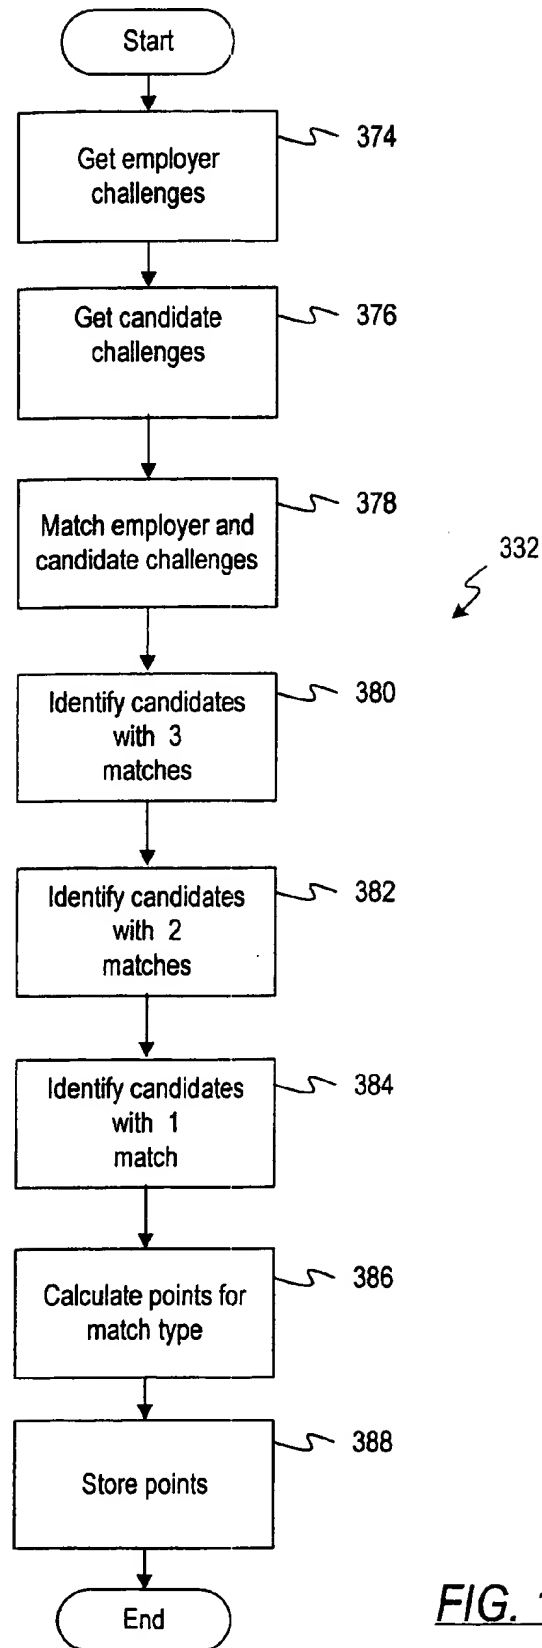 Start
Get employer
challenges
374
Get candidate
challenges
376
Match employer and
candidate challenges
378
332
Identify candidates
with 3
matches
380
Identify candidates
with 2
matches
382
Identify candidates
with 1
match
384
Calculate points for
match type
386
Store points
388
End
FIG.